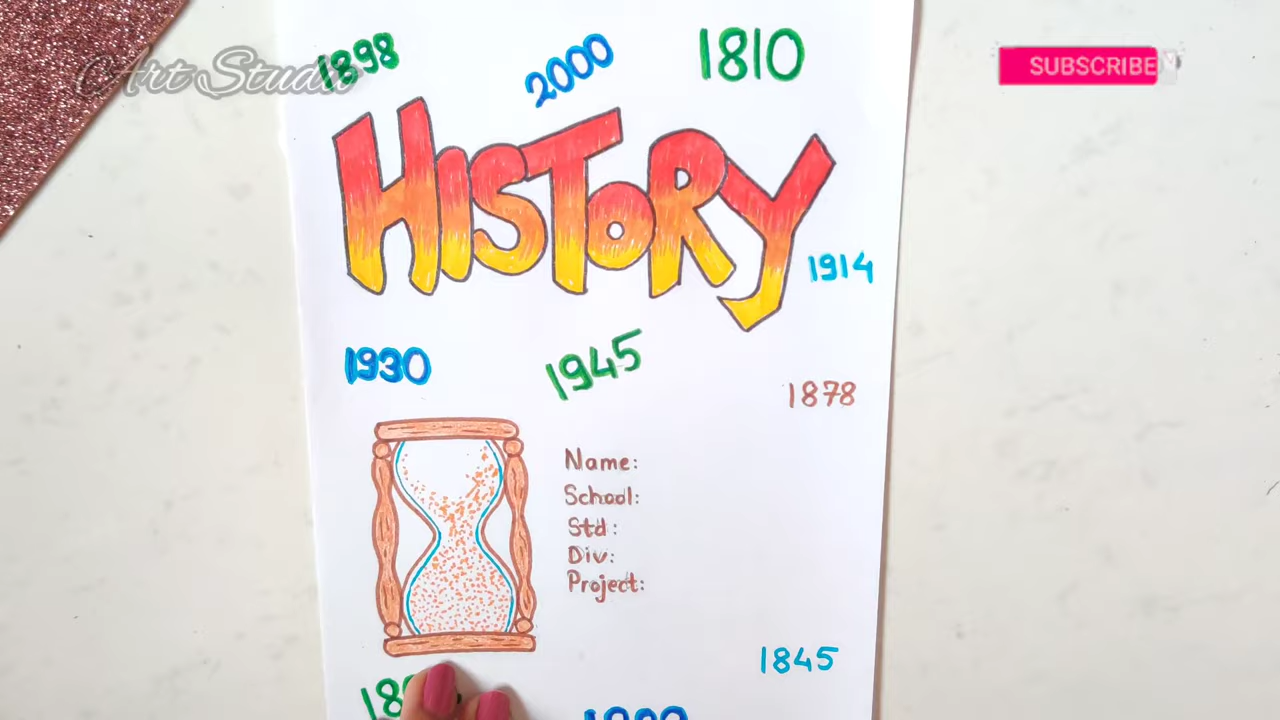 Art Studio
1898
2000
1810
SUBSCRIBE
HISTORY
1914
1930
1945
1878
Name:
School:
Std:
Div:
Project:
1845